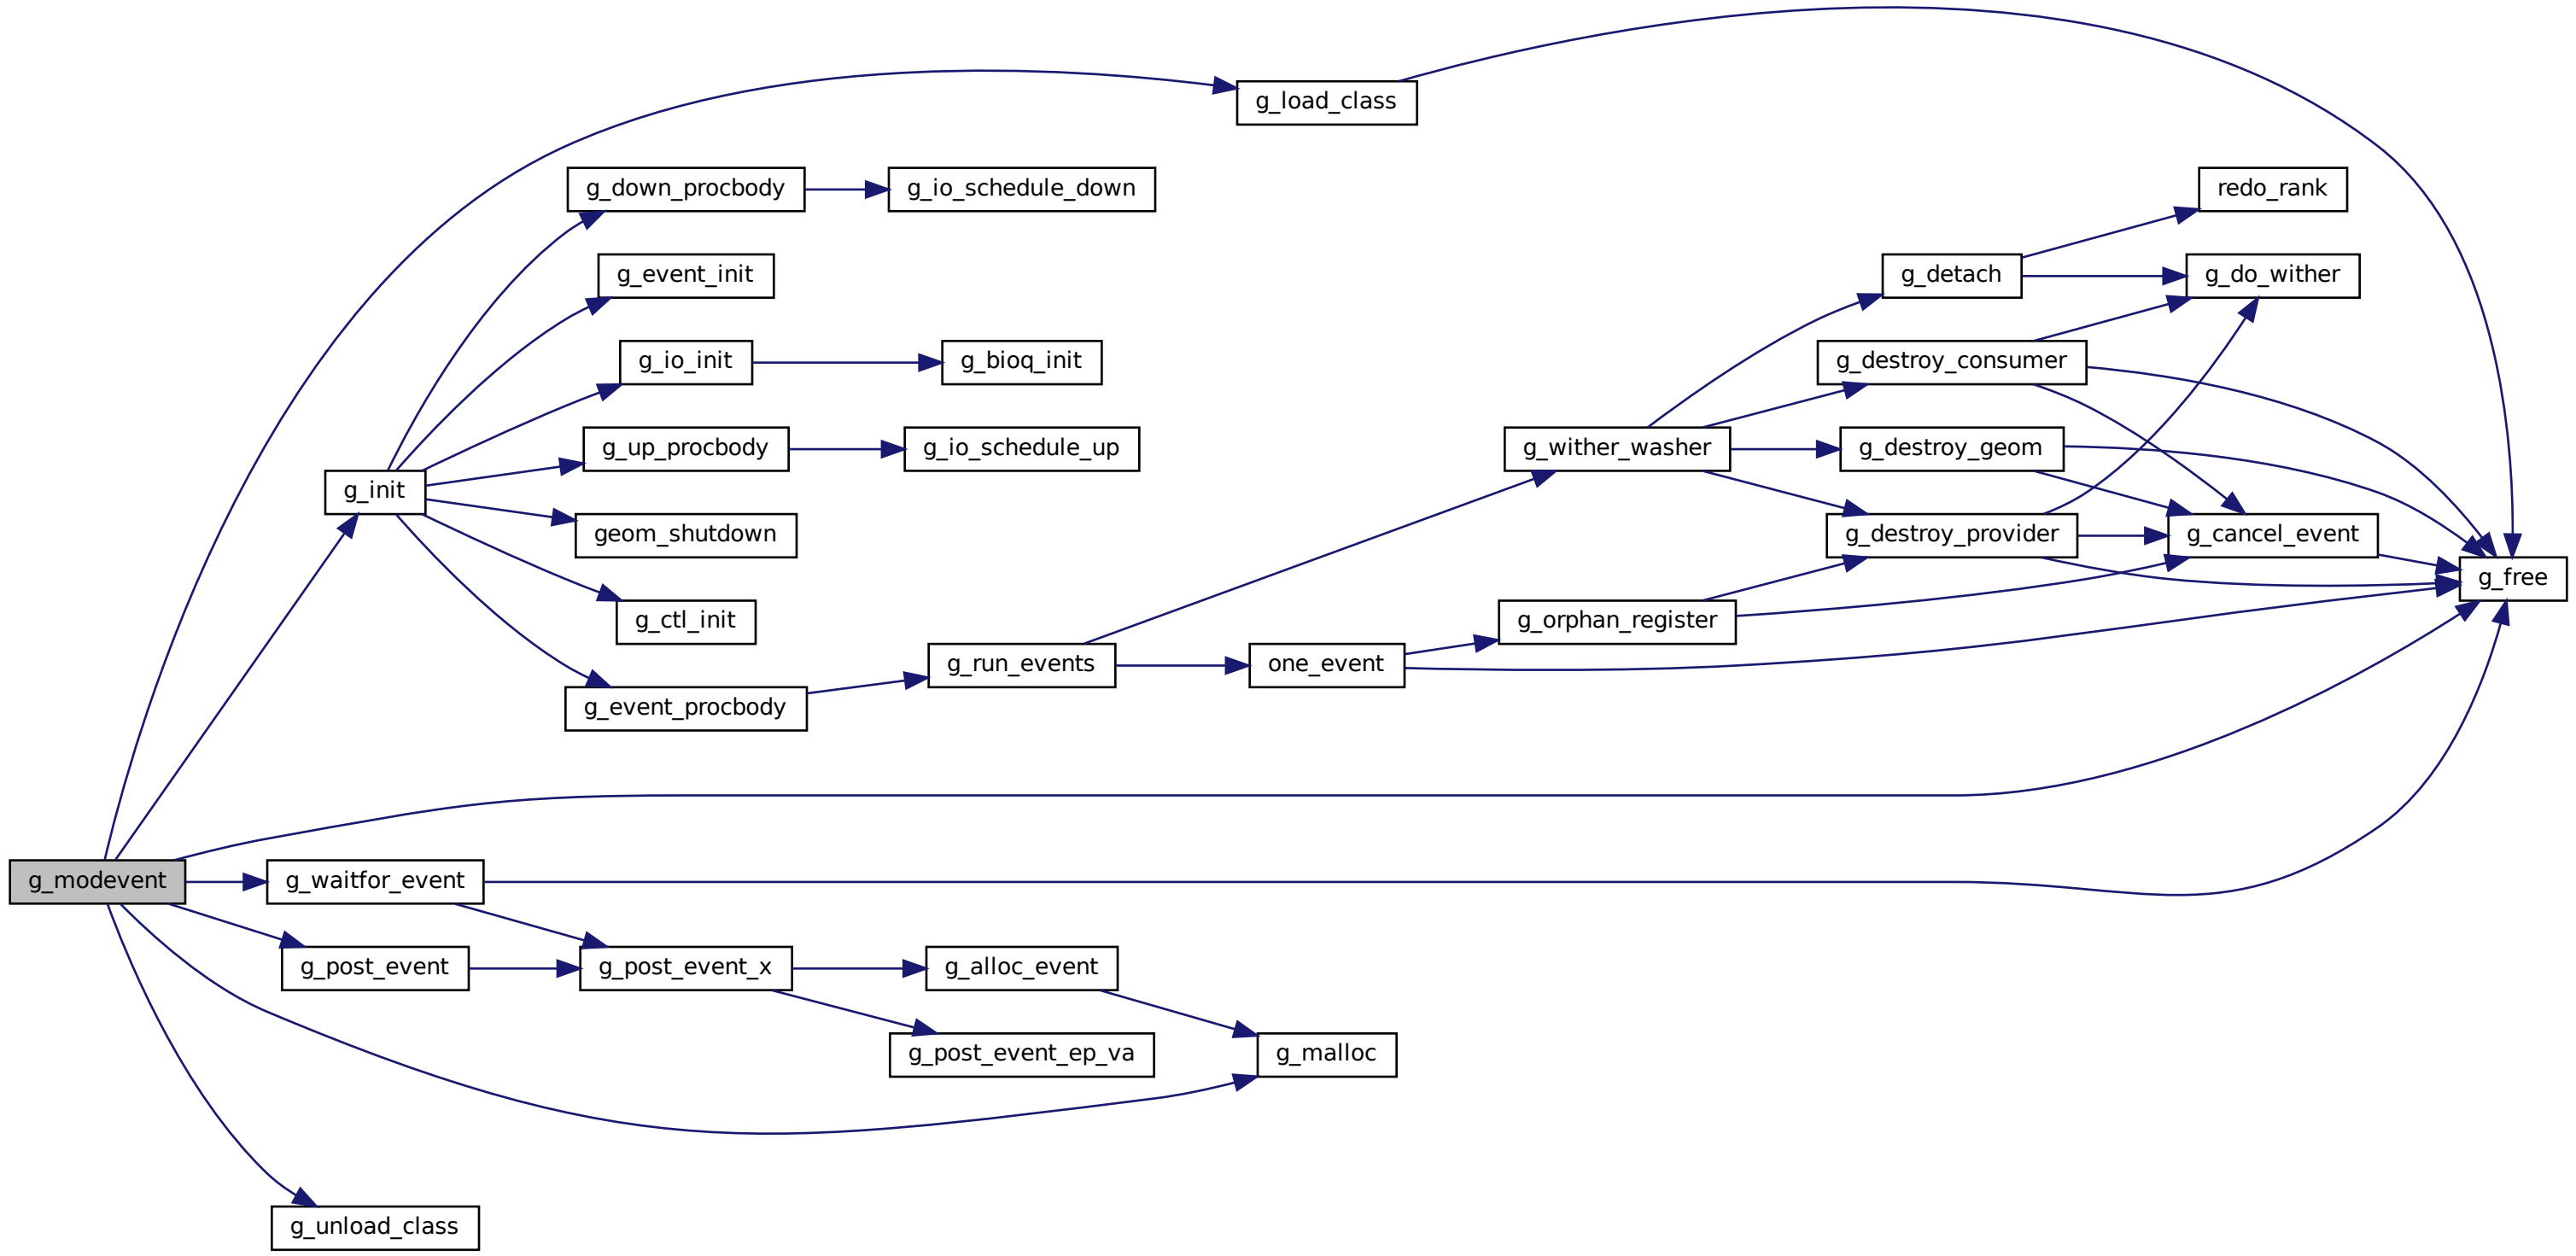 g_load_class
g_down_procbody
g_io_schedule_down
redo_rank
g_event_init
g_detach
g_do_wither
g_io_init
g_bioq_init
g_destroy_consumer
g_up_procbody
g_io_schedule_up
g_wither_washer
g_destroy_geom
g_init
geom_shutdown
g_destroy_provider
g_cancel_event
g_free
g_ctl_init
g_orphan_register
g_run_events
one_event
g_event_procbody
g_modevent
g_waitfor_event
g_post_event
g_post_event_x
g_alloc_event
g_post_event_ep_va
g_malloc
g_unload_class